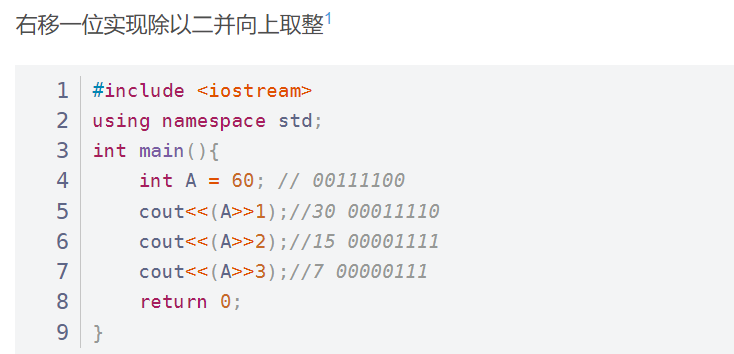 右移一位实现除以二并向上取整1
1 #include <iostream>
2 using namespace std;
3 int main(){
4     int A = 60; // 00111100
5     cout<<(A>>1);//30 00011110
6     cout<<(A>>2);//15 00001111
7     cout<<(A>>3);//7 00000111
8     return 0;
9 }